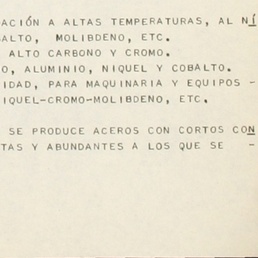 ACIÓN A ALTAS TEMPERATURAS, AL NÍ
ALTO, MOLIBDENO, ETC.
ALTO CARBONO Y CROMO.
O, ALUMINIO, NIQUEL Y COBALTO.
IDAD, PARA MAQUINARIA Y EQUIPOS -
IQUEL-CROMO-MOLIBDENO, ETC.
SE PRODUCE ACEROS CON CORTOS CON
TAS Y ABUNDANTES A LOS QUE SE -